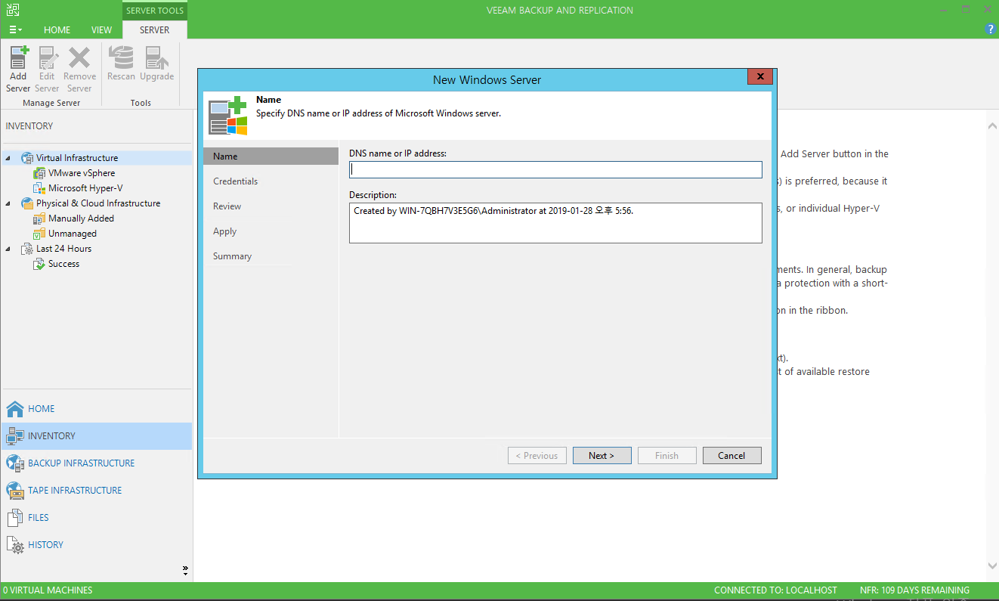 SERVER TOOLS
VEEAM BACKUP AND REPLICATION
HOME
VIEW
SERVER
?
Add
Server
Edit
Server
Remove
Server
Rescan
Upgrade
Manage Server
Tools
INVENTORY
Virtual Infrastructure
VMware vSphere
Microsoft Hyper-V
Physical & Cloud Infrastructure
Manually Added
Unmanaged
Last 24 Hours
Success
HOME
INVENTORY
BACKUP INFRASTRUCTURE
TAPE INFRASTRUCTURE
FILES
HISTORY
New Windows Server
X
Name
Specify DNS name or IP address of Microsoft Windows server.
Name
Credentials
Review
Apply
Summary
DNS name or IP address:
Description:
Created by WIN-7QBH7V3E5G6\Administrator at 2019-01-28 오후 5:56.
< Previous
Next >
Finish
Cancel
Add Server button in the
) is preferred, because it
s, or individual Hyper-V
ments. In general, backup
a protection with a short-
on in the ribbon.
xt).
t of available restore
0 VIRTUAL MACHINES
CONNECTED TO: LOCALHOST
NFR: 109 DAYS REMAINING